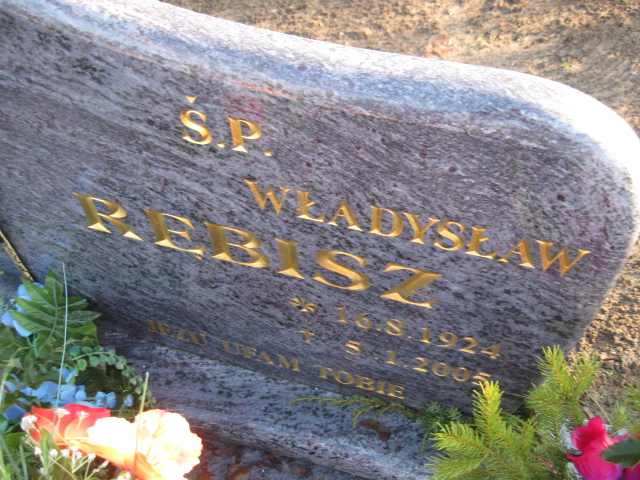 Ś.P.
WŁADYSŁAW
RĘBISZ
* 16.8.1924
† 5.1.2005
JEZU UFAM TOBIE